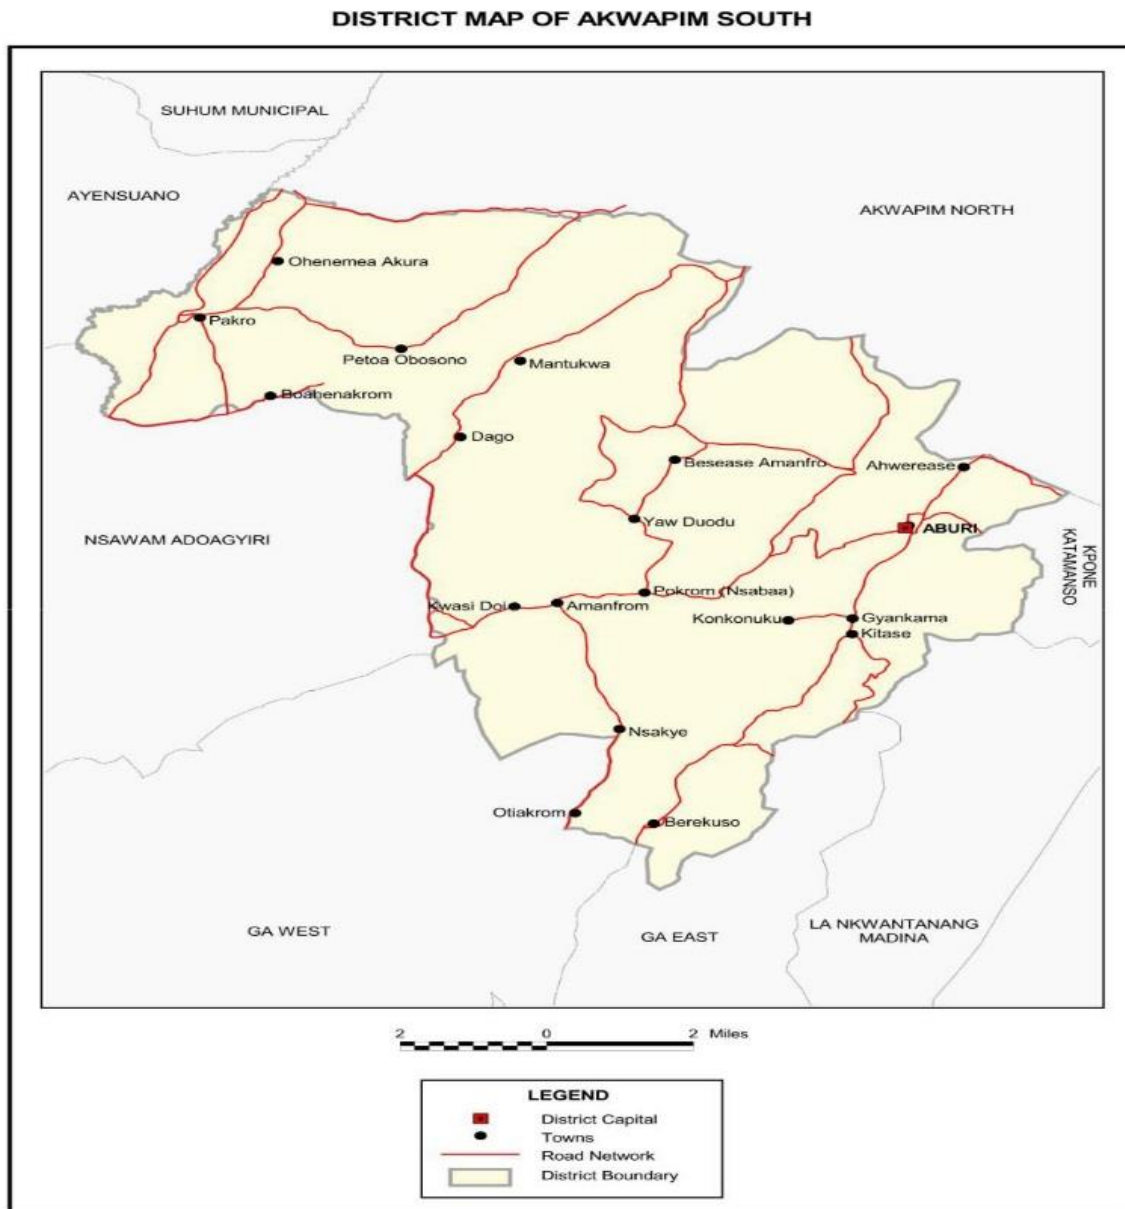 DISTRICT MAP OF AKWAPIM SOUTH
SUHUM MUNICIPAL
AYENSUANO
AKWAPIM NORTH
Ohenemea Akura
Pakro
Petoa Obosono
Mantukwa
Boahenakrom
Dago
Besease Amanfro
Ahwerease
Yaw Duodu
ABURI
NSAWAM ADOAGYIRI
KPONE
KATAMANSO
Pokrom (Nsabaa)
Kwasi Doi
Amanfrom
Konkonuku
Gyankama
Kitase
Nsakye
Otiakrom
Berekuso
GA WEST
GA EAST
LA NKWANTANANG
MADINA
2 0 2 Miles
LEGEND
District Capital
Towns
Road Network
District Boundary